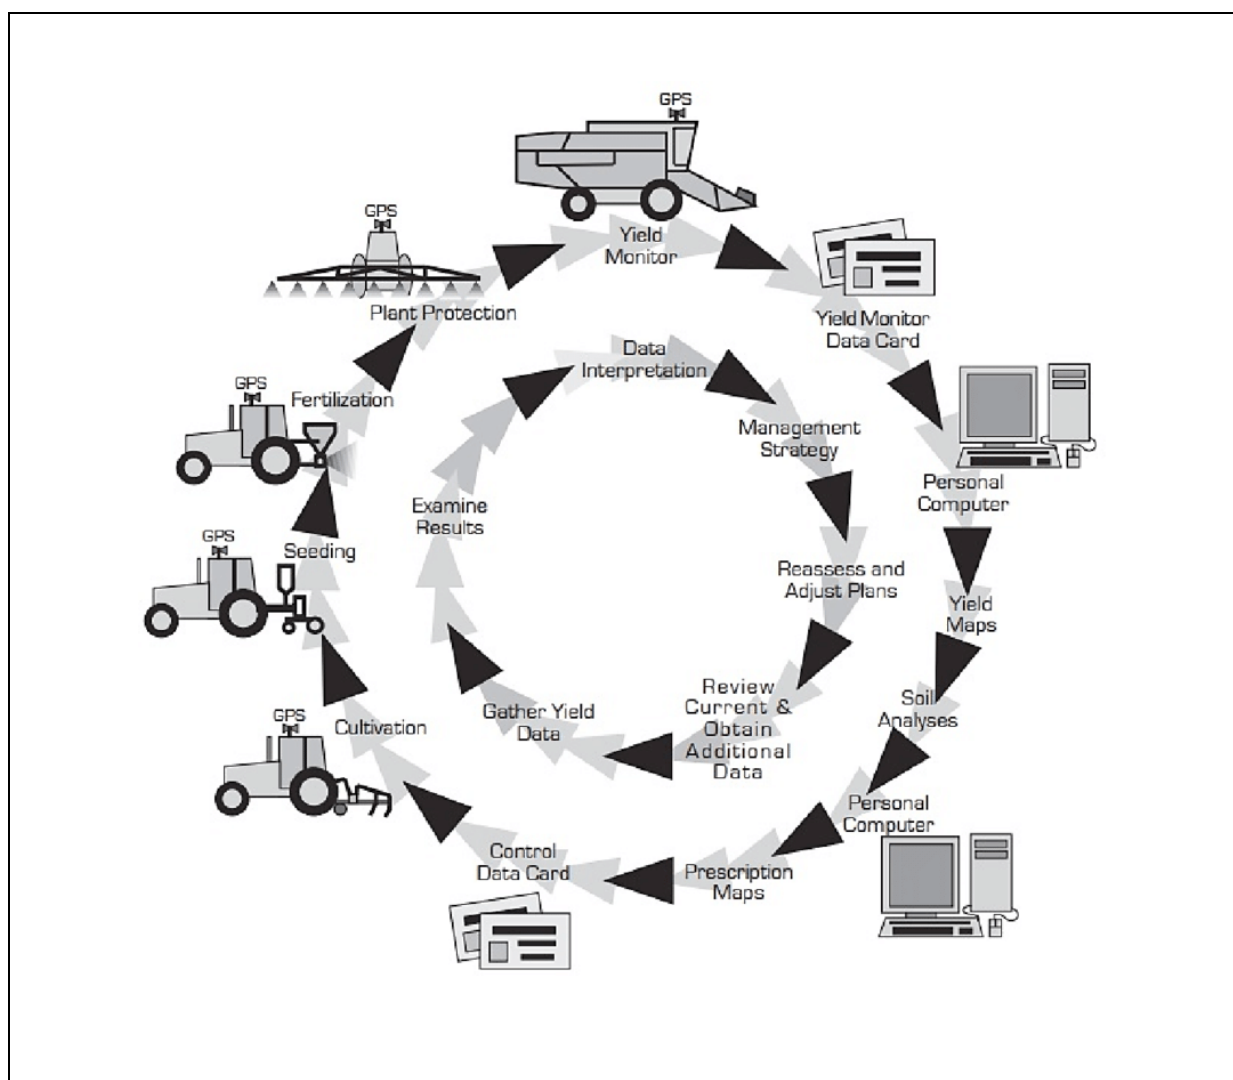 GPS
Yield
Monitor
Yield Monitor
Data Card
Personal
Computer
Yield
Maps
Soil
Analyses
Personal
Computer
Prescription
Maps
Control
Data Card
GPS
Cultivation
GPS
Seeding
GPS
Fertilization
GPS
Plant Protection
Data
Interpretation
Management
Strategy
Reassess and
Adjust Plans
Review
Current &
Obtain
Additional
Data
Gather Yield
Data
Examine
Results